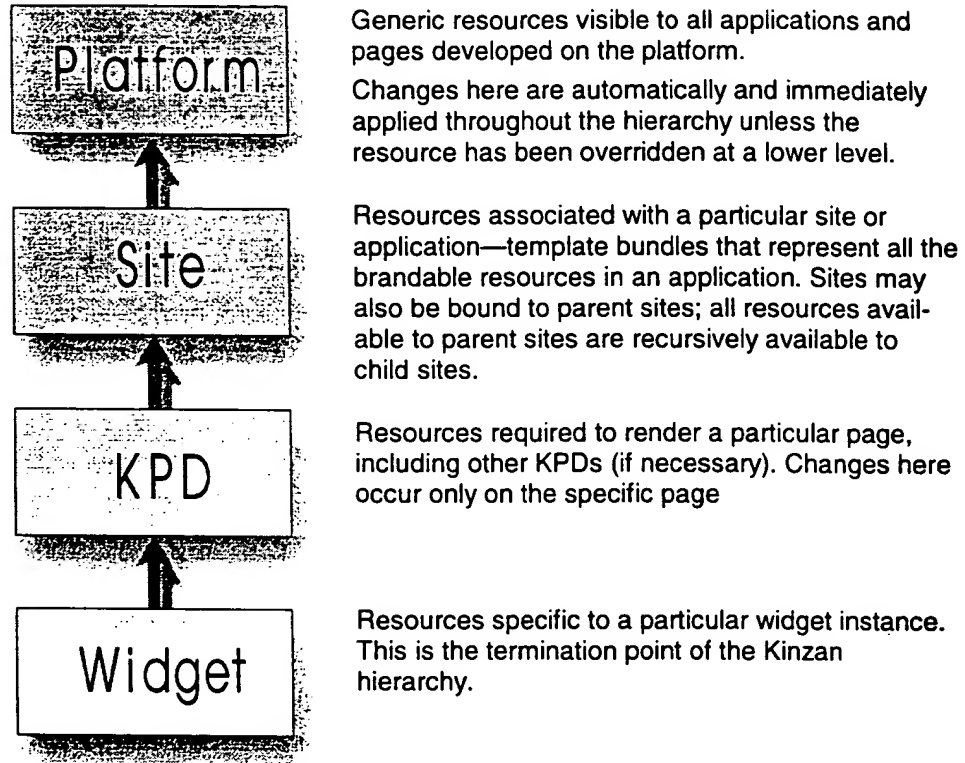 Platform
Generic resources visible to all applications and
pages developed on the platform.
Changes here are automatically and immediately
applied throughout the hierarchy unless the
resource has been overridden at a lower level.
Site
Resources associated with a particular site or
application—template bundles that represent all the
brandable resources in an application. Sites may
also be bound to parent sites; all resources avail-
able to parent sites are recursively available to
child sites.
KPD
Resources required to render a particular page,
including other KPDs (if necessary). Changes here
occur only on the specific page
Widget
Resources specific to a particular widget instance.
This is the termination point of the Kinzan
hierarchy.